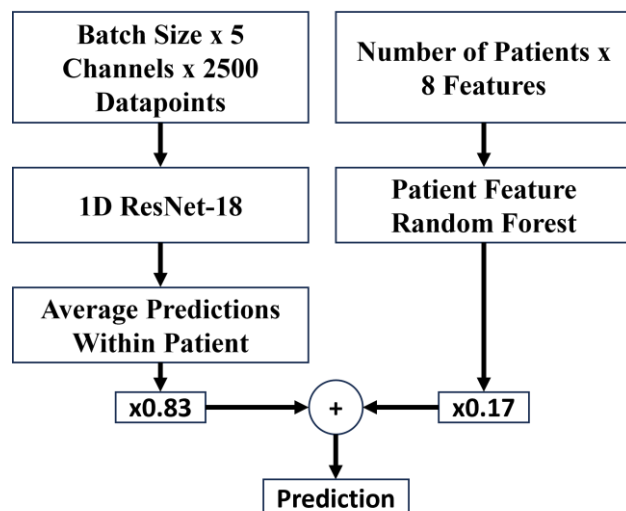 Batch Size x 5
Channels x 2500
Datapoints
Number of Patients x
8 Features
1D ResNet-18
Patient Feature
Random Forest
Average Predictions
Within Patient
x0.83
+
x0.17
Prediction